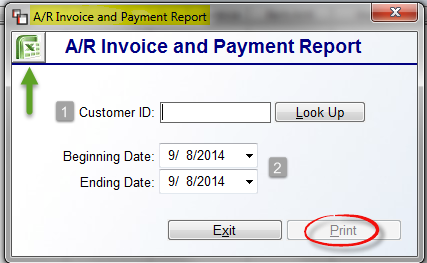 A/R Invoice and Payment Report
A/R Invoice and Payment Report
1 Customer ID: Look Up
Beginning Date: 9/ 8/2014
2
Ending Date: 9/ 8/2014
Exit Print